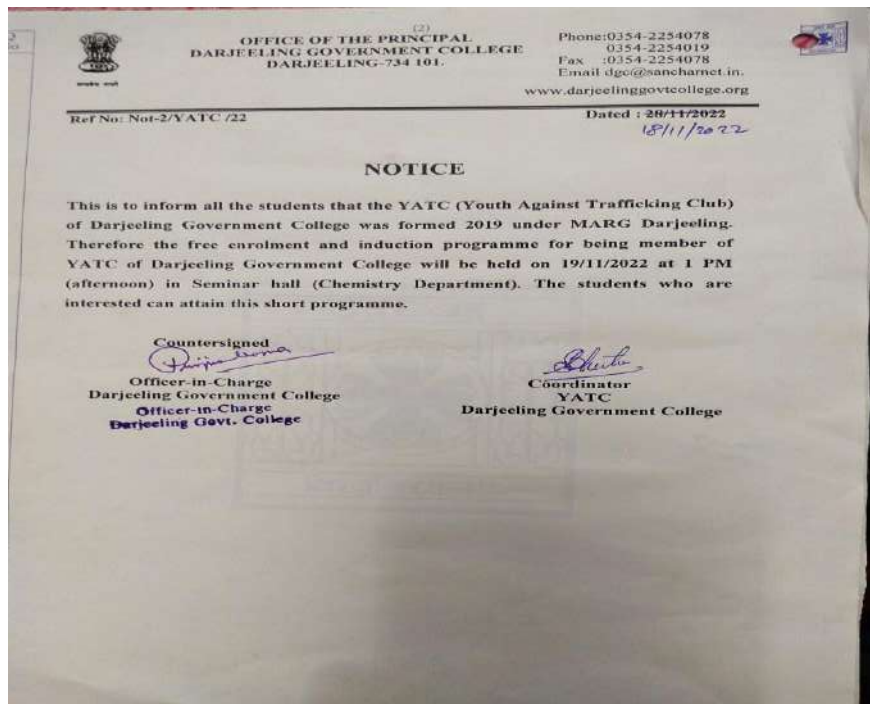 (2)
OFFICE OF THE PRINCIPAL
DARJEELING GOVERNMENT COLLEGE
DARJEELING-734 101.
Phone:0354-2254078
0354-2254019
Fax :0354-2254078
Email dgc@sancharnet.in.
www.darjeelinggovtcollege.org
Ref No: Not-2/YATC /22
Dated : 28/11/2022
18/11/2022
NOTICE
This is to inform all the students that the YATC (Youth Against Trafficking Club)
of Darjeeling Government College was formed 2019 under MARG Darjeeling.
Therefore the free enrolment and induction programme for being member of
YATC of Darjeeling Government College will be held on 19/11/2022 at 1 PM
(afternoon) in Seminar hall (Chemistry Department). The students who are
interested can attain this short programme.
Countersigned
Officer-in-Charge
Darjeeling Government College
Officer-in-Charge
Darjeeling Govt. College
Coordinator
YATC
Darjeeling Government College